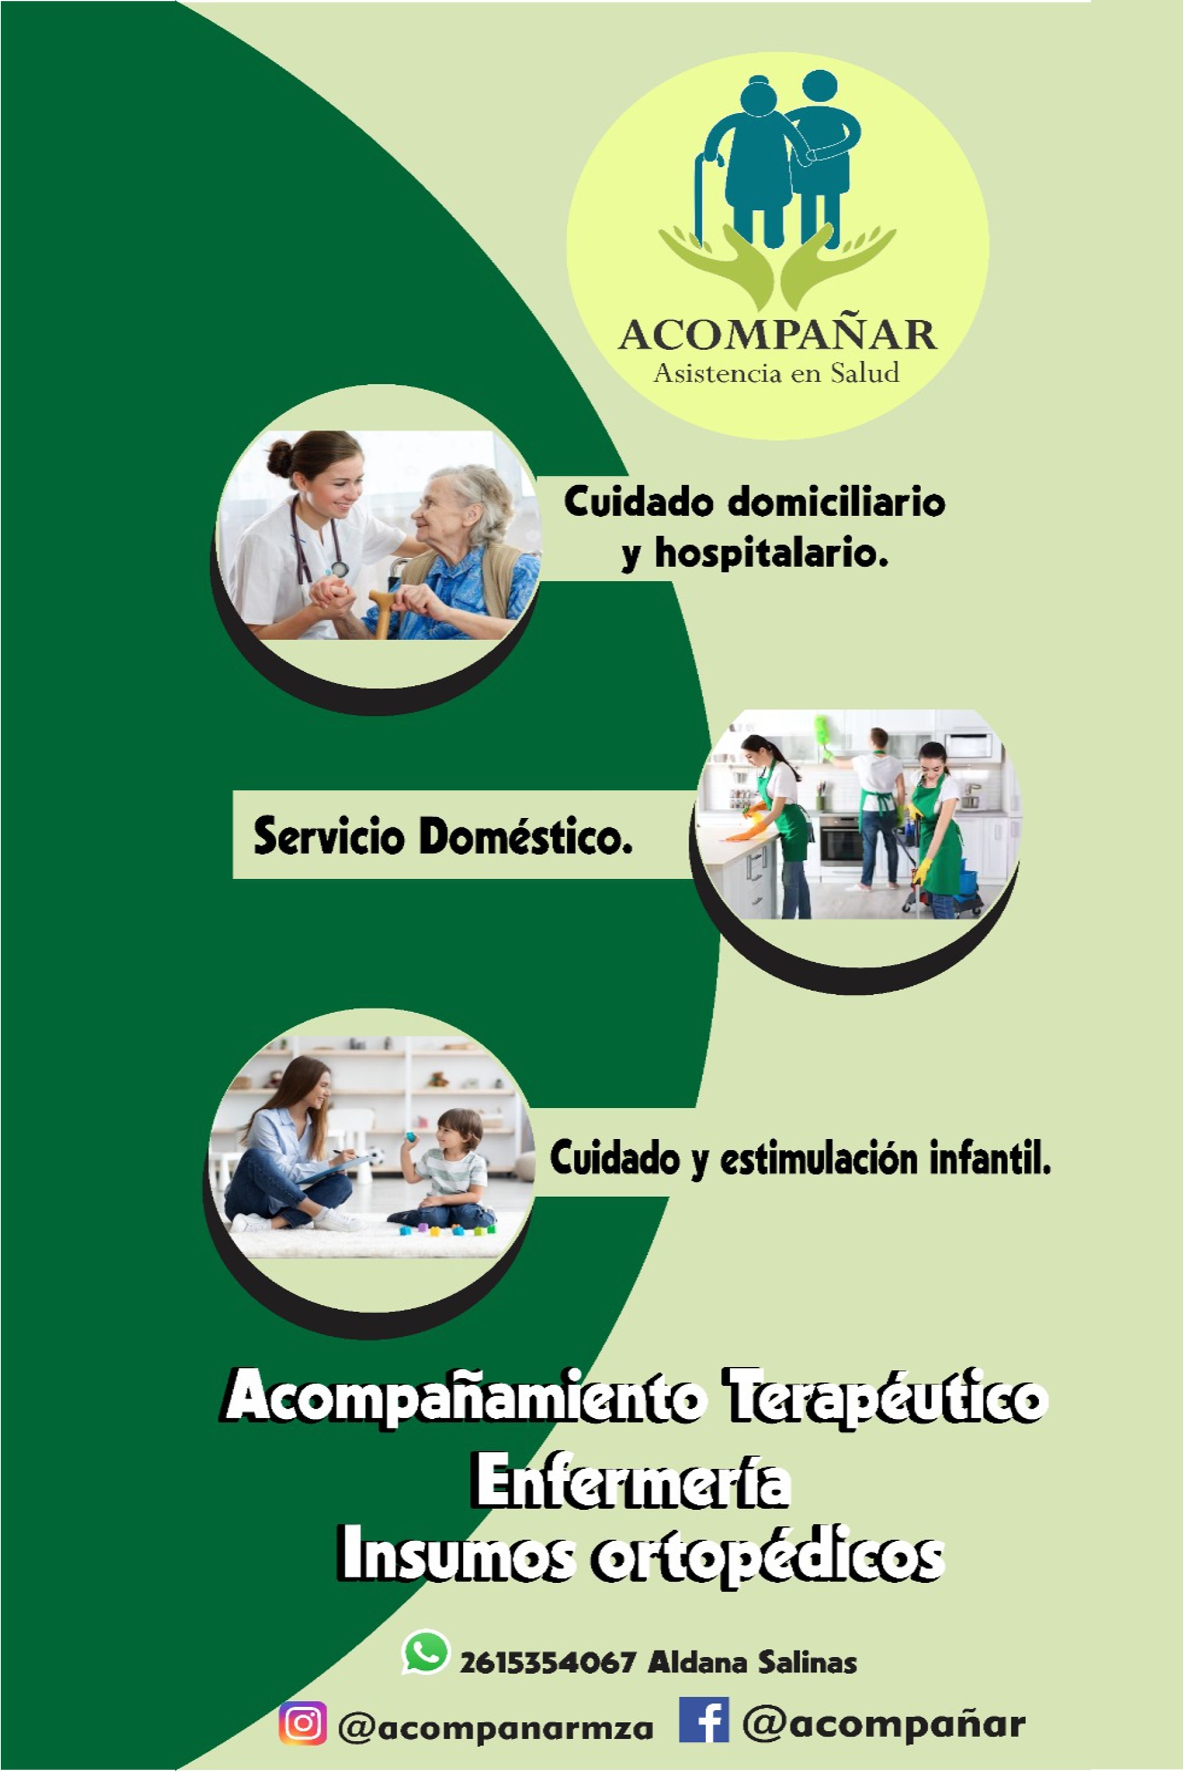 ACOMPAÑAR
Asistencia en Salud
Cuidado domiciliario
y hospitalario.
Servicio Doméstico.
Cuidado y estimulación infantil.
Acompañamiento Terapéutico
Enfermería
Insumos ortopédicos
2615354067 Aldana Salinas
@acompanarmza
@acompañar